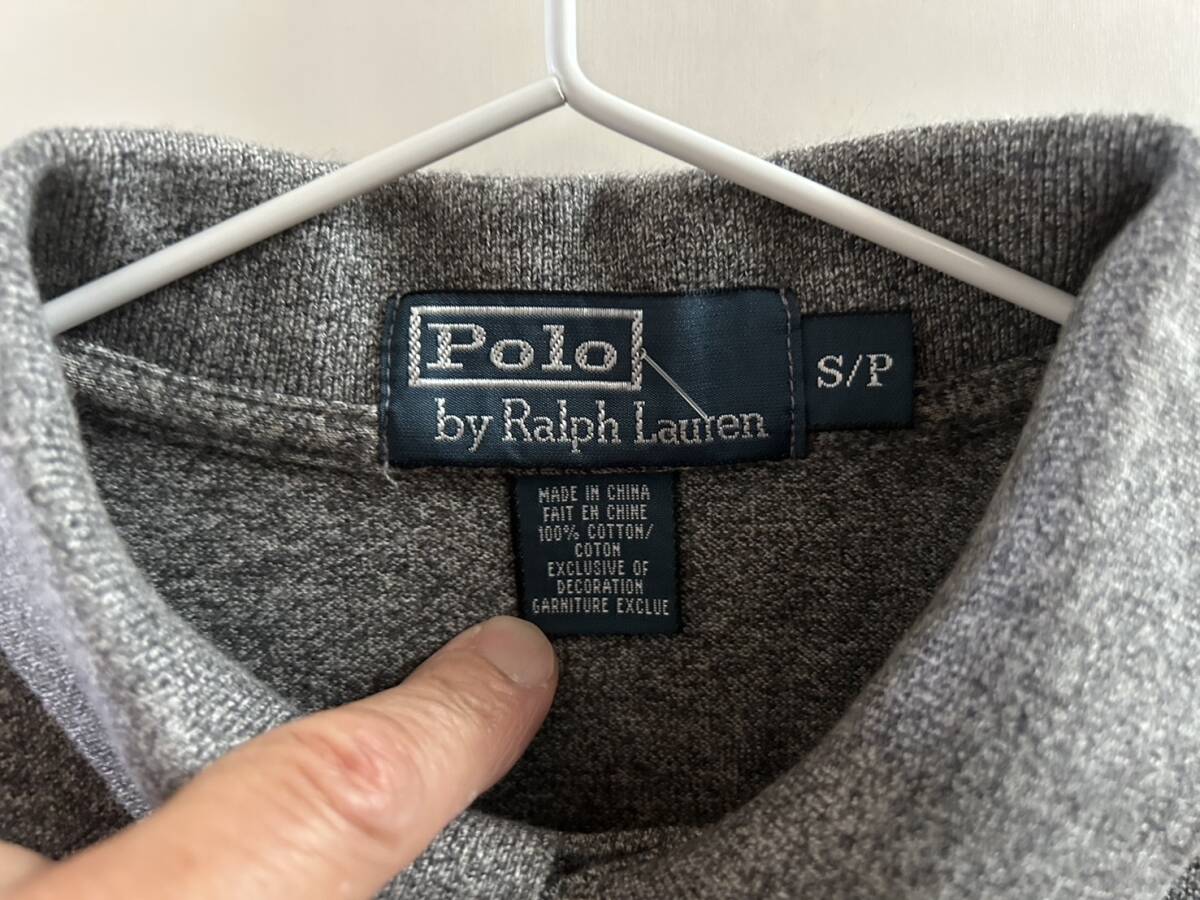 Polo
by Ralph Lauren
S/P
MADE IN CHINA
FAIT EN CHINE
100% COTTON/
COTON
EXCLUSIVE OF
DECORATION
GARNITURE EXCLUE